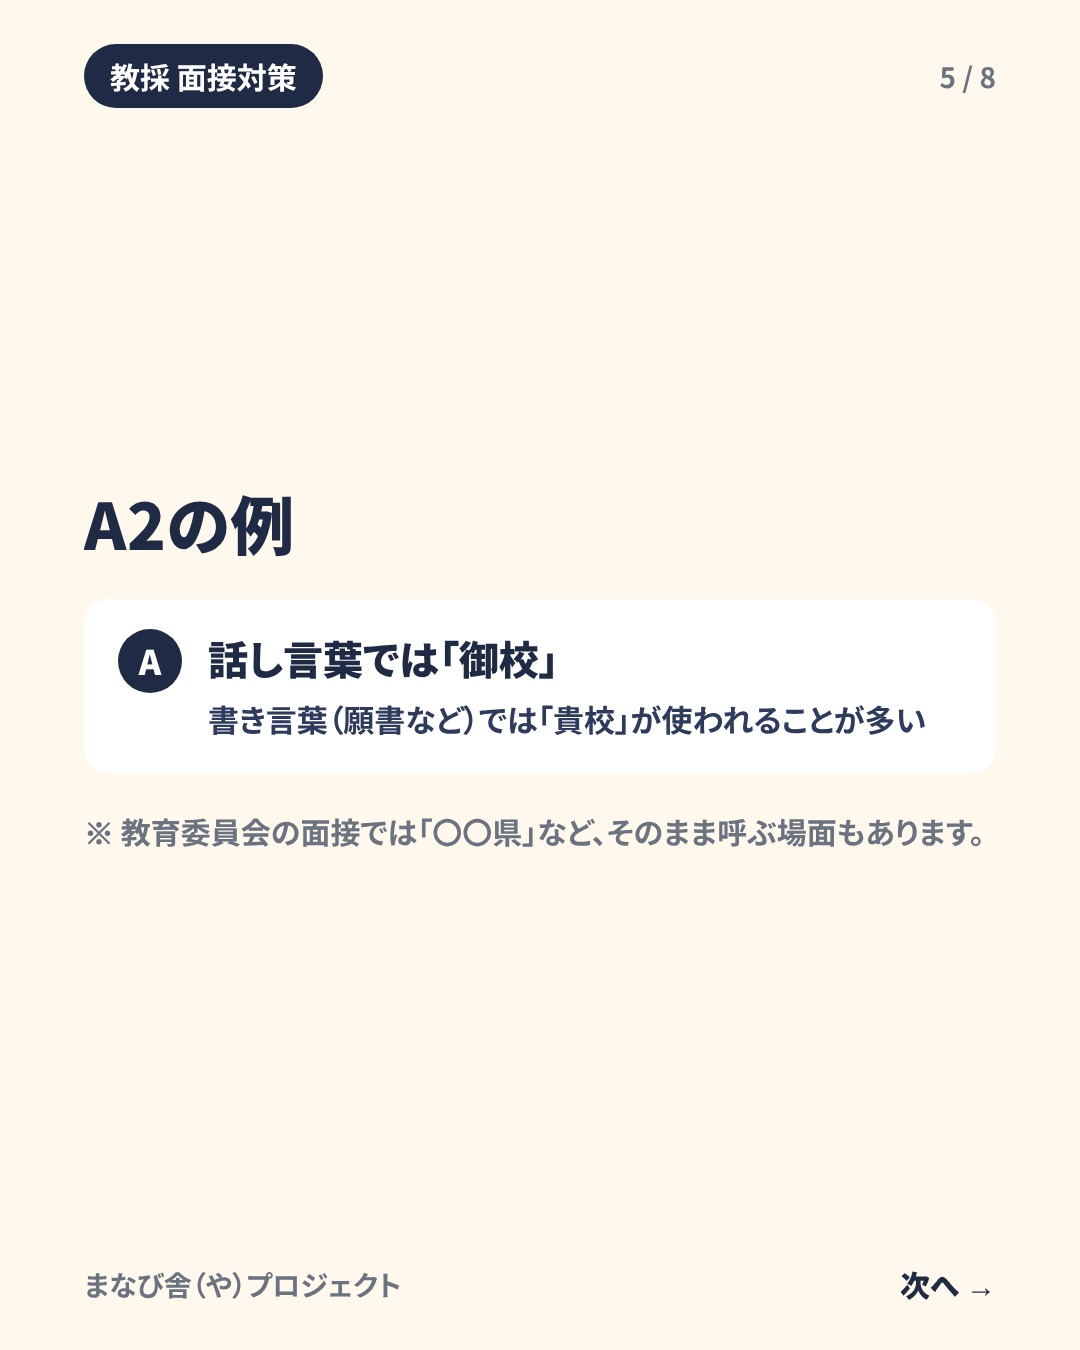 教採 面接対策
5 / 8
A2の例
A
話し言葉では「御校」
書き言葉（願書など）では「貴校」が使われることが多い
※ 教育委員会の面接では「〇〇県」など、そのまま呼ぶ場面もあります。
まなび舎（や）プロジェクト
次へ →